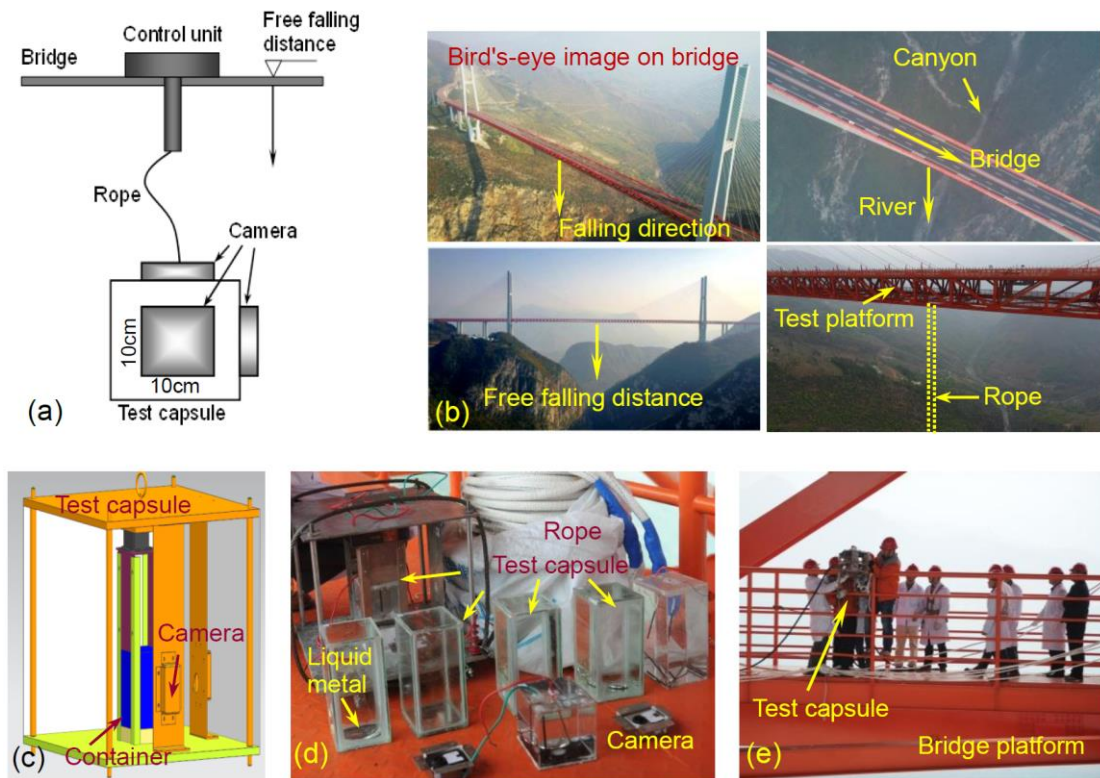 Control unit
Free falling
distance
Bridge
Rope
Camera
10cm
10cm
Test capsule
(a)
Bird's-eye image on bridge
Falling direction
Canyon
Bridge
River
Free falling distance
(b)
Test platform
Rope
Test capsule
Camera
Container
(c)
Rope
Test capsule
Liquid
metal
Camera
(d)
Test capsule
Bridge platform
(e)